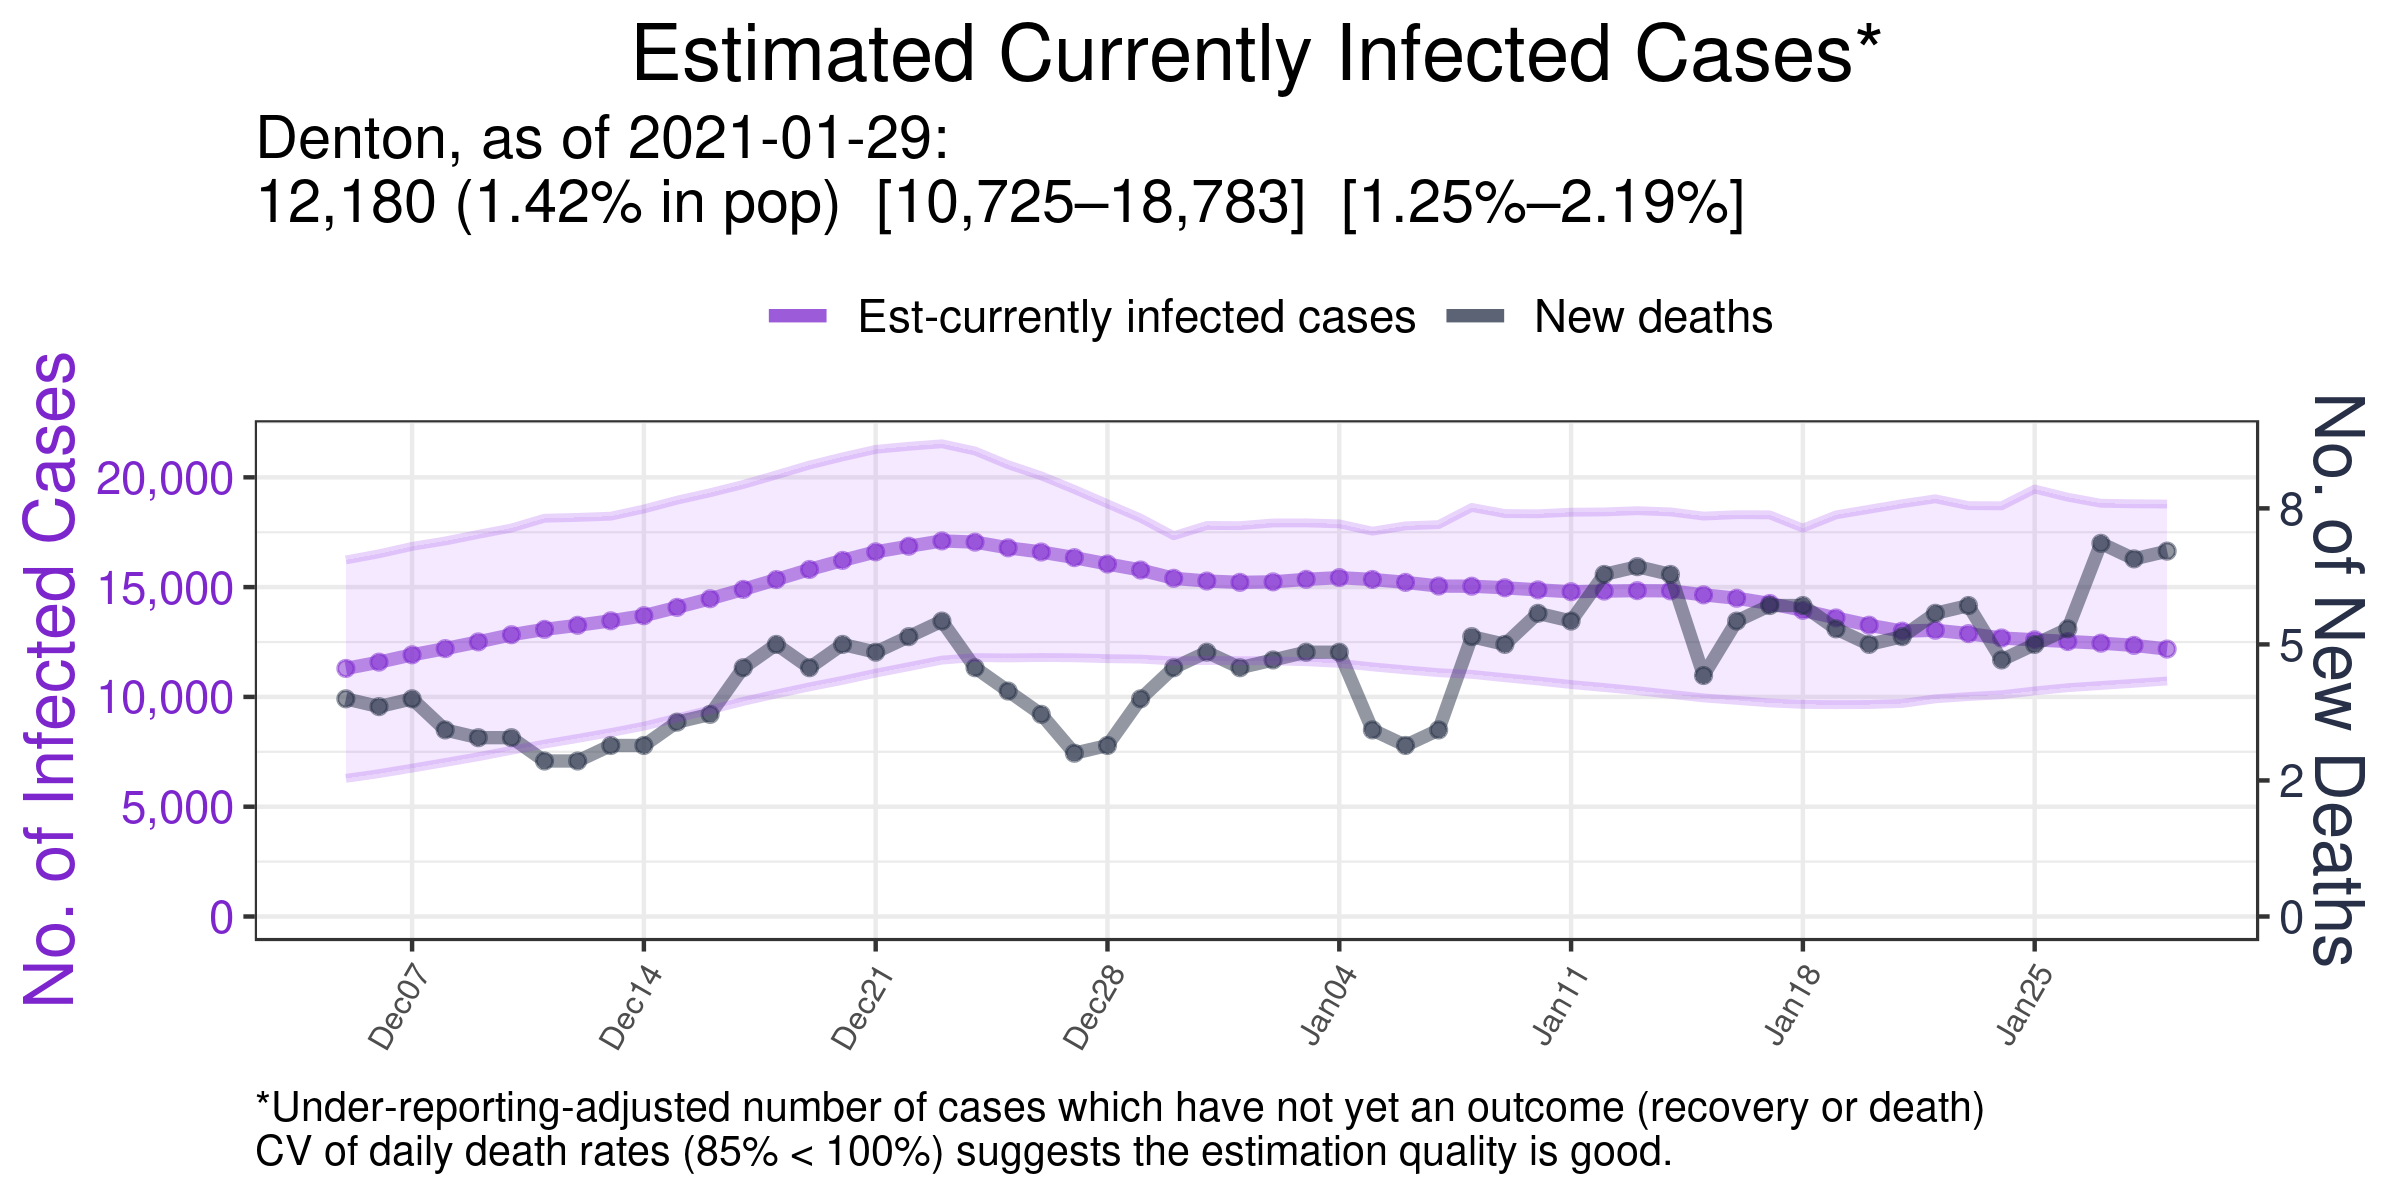 Estimated Currently Infected Cases*
Denton, as of 2021-01-29:
12,180 (1.42% in pop)  [10,725–18,783]  [1.25%–2.19%]
Est-currently infected cases
New deaths
No. of Infected Cases
20,000
15,000
10,000
5,000
0
No. of New Deaths
8
5
2
0
Dec07
Dec14
Dec21
Dec28
Jan04
Jan11
Jan18
Jan25
*Under-reporting-adjusted number of cases which have not yet an outcome (recovery or death)
CV of daily death rates (85% < 100%) suggests the estimation quality is good.